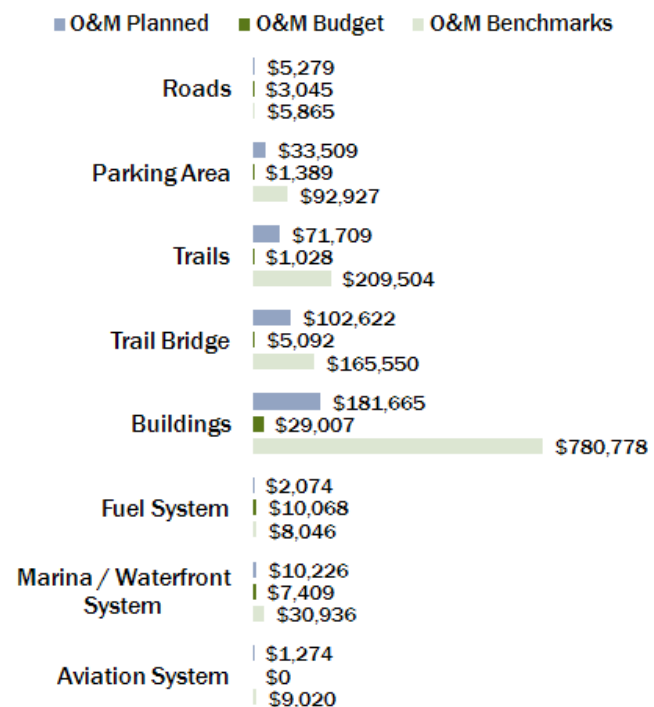 O&M Planned O&M Budget O&M Benchmarks
Roads
$5,279
$3,045
$5,865
Parking Area
$33,509
$1,389
$92,927
Trails
$71,709
$1,028
$209,504
Trail Bridge
$102,622
$5,092
$165,550
Buildings
$181,665
$29,007
$780,778
Fuel System
$2,074
$10,068
$8,046
Marina / Waterfront
System
$10,226
$7,409
$30,936
Aviation System
$1,274
$0
$9,020